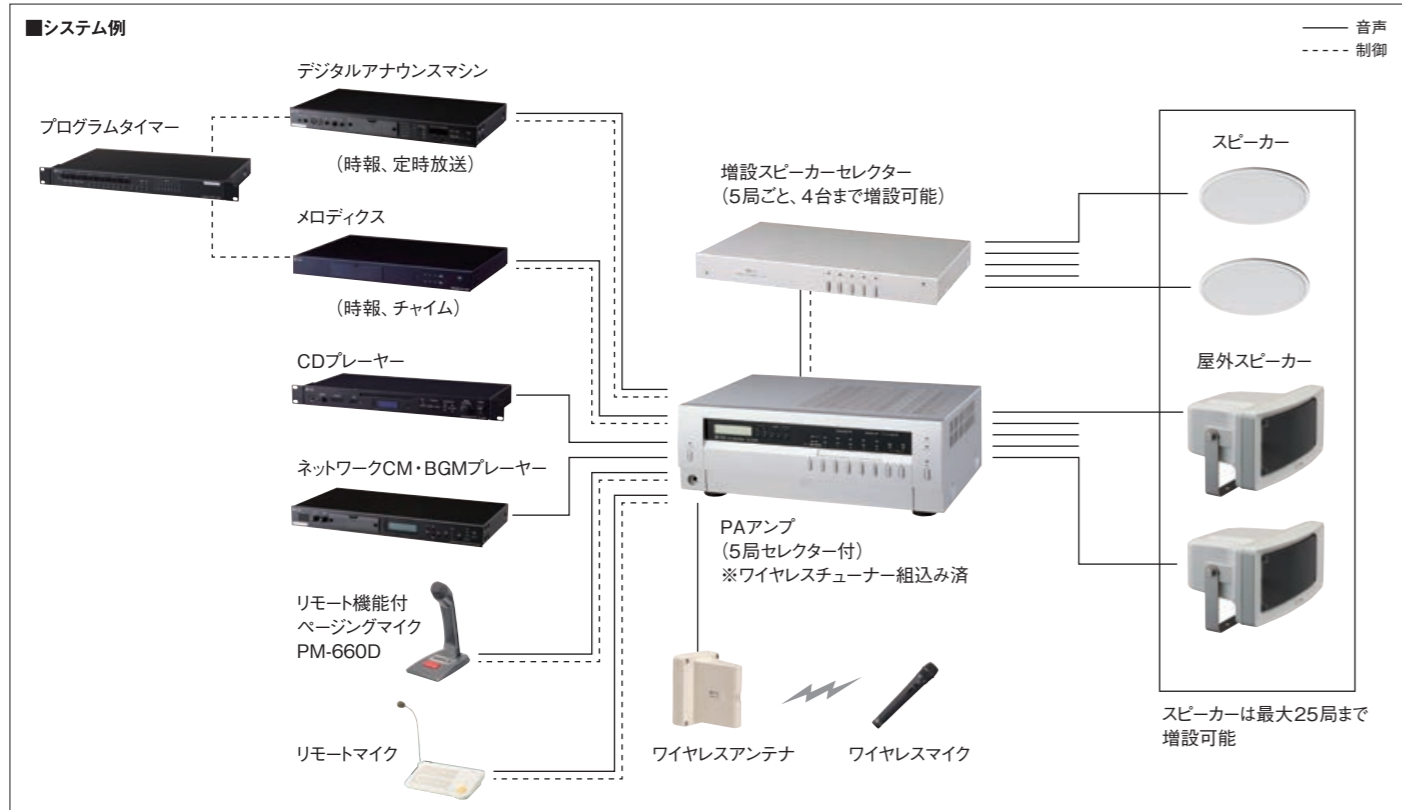 ■システム例
音声
制御
デジタルアナウンスマシン
プログラムタイマー
（時報、定時放送）
メロディクス
（時報、チャイム）
CDプレーヤー
ネットワークCM・BGMプレーヤー
リモート機能付
ページングマイク
PM-660D
リモートマイク
増設スピーカーセレクター
（5局ごと、4台まで増設可能）
PAアンプ
（5局セレクター付）
※ワイヤレスチューナー組込み済
ワイヤレスアンテナ
ワイヤレスマイク
スピーカー
屋外スピーカー
スピーカーは最大25局まで
増設可能